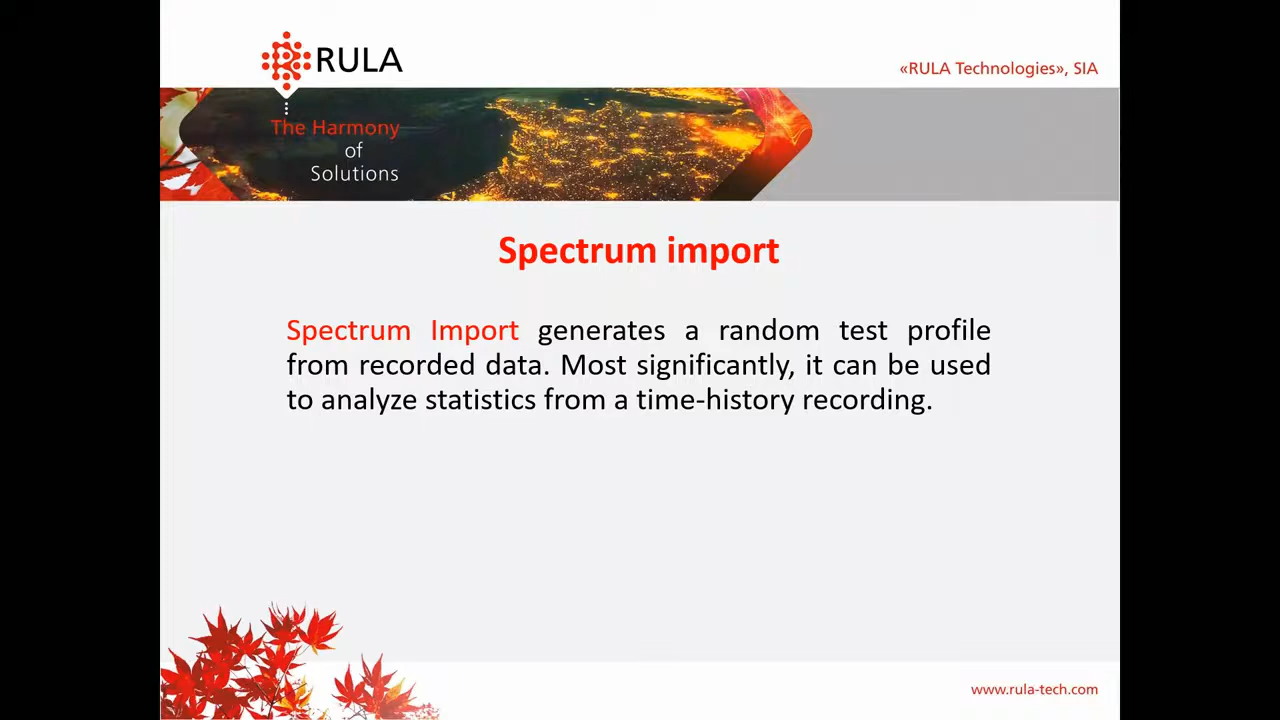 RULA
«RULA Technologies», SIA
The Harmony
of
Solutions
Spectrum import
Spectrum Import generates a random test profile
from recorded data. Most significantly, it can be used
to analyze statistics from a time-history recording.
www.rula-tech.com